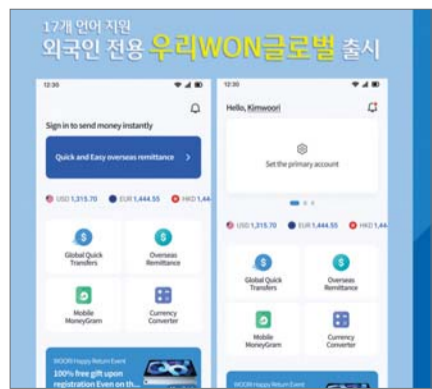 17개 언어 지원
외국인 전용 우리WON글로벌 출시
12:30
Sign in to send money instantly
Quick and Easy overseas remittance >
USD 1,315.70 EUR 1,444.55 HKD 1,44
Global Quick Transfers
Overseas Remittance
Mobile MoneyGram
Currency Converter
WOORI Happy Return Event
100% free gift upon
registration Even on th...
12:30
Hello, Kimwoori
Set the primary account
USD 1,315.70 EUR 1,444.55 HKD 1,44
Global Quick Transfers
Overseas Remittance
Mobile MoneyGram
Currency Converter
WOORI Happy Return Event